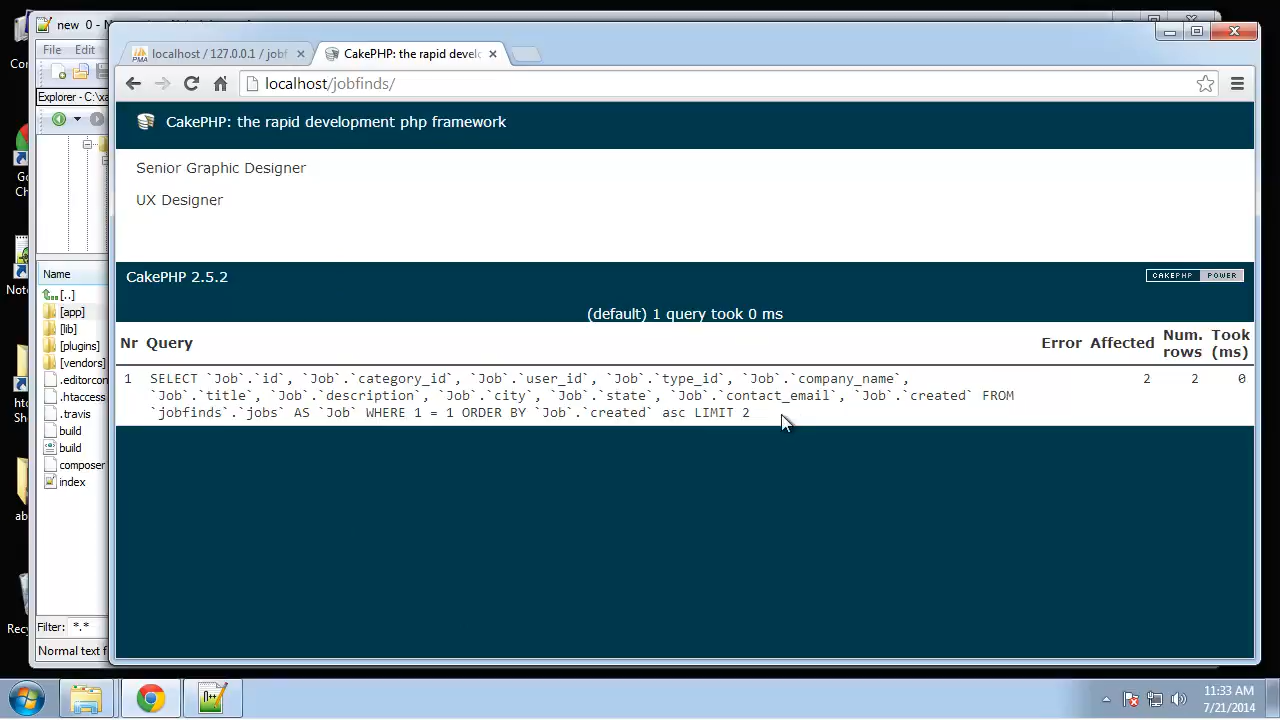 new 0 - N
File Edit
Explorer - C:\xa
Name
[..]
[app]
[lib]
[plugins]
[vendors]
.editorcon
.htaccess
.travis
build
build
composer
index
Filter: *.*
Normal text f
localhost / 127.0.0.1 / jobf
CakePHP: the rapid develo
localhost/jobfinds/
CakePHP: the rapid development php framework
Senior Graphic Designer
UX Designer
CakePHP 2.5.2
CAKEPHP POWER
(default) 1 query took 0 ms
Nr Query Error Affected Num. rows Took (ms)
1 SELECT `Job`.`id`, `Job`.`category_id`, `Job`.`user_id`, `Job`.`type_id`, `Job`.`company_name`, 2 2 0
`Job`.`title`, `Job`.`description`, `Job`.`city`, `Job`.`state`, `Job`.`contact_email`, `Job`.`created` FROM
`jobfinds`.`jobs` AS `Job` WHERE 1 = 1 ORDER BY `Job`.`created` asc LIMIT 2
11:33 AM
7/21/2014